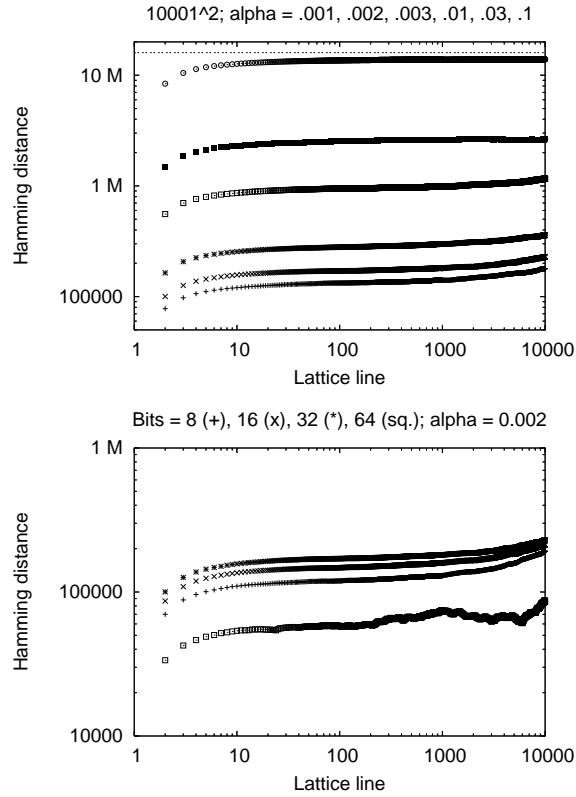 10001^2; alpha = .001, .002, .003, .01, .03, .1
10 M
1 M
100000
Hamming distance
1 10 100 1000 10000
Lattice line
Bits = 8 (+), 16 (x), 32 (*), 64 (sq.); alpha = 0.002
1 M
100000
10000
Hamming distance
1 10 100 1000 10000
Lattice line